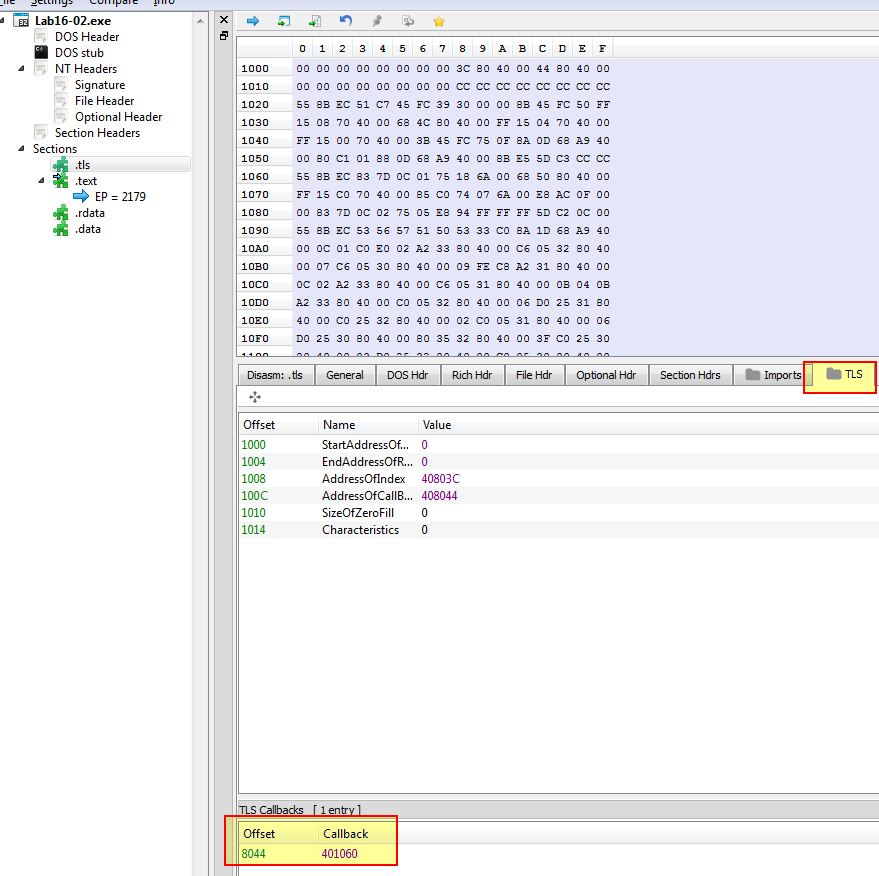 Settings Compare Info
Lab16-02.exe
DOS Header
DOS stub
NT Headers
Signature
File Header
Optional Header
Section Headers
Sections
.tls
.text
EP = 2179
.rdata
.data
0 1 2 3 4 5 6 7 8 9 A B C D E F
1000 00 00 00 00 00 00 00 00 3C 80 40 00 44 80 40 00
1010 00 00 00 00 00 00 00 00 CC CC CC CC CC CC CC CC
1020 55 8B EC 51 C7 45 FC 39 30 00 00 8B 45 FC 50 FF
1030 15 08 70 40 00 68 4C 80 40 00 FF 15 04 70 40 00
1040 FF 15 00 70 40 00 3B 45 FC 75 0F 8A 0D 68 A9 40
1050 00 80 C1 01 88 0D 68 A9 40 00 8B E5 5D C3 CC CC
1060 55 8B EC 83 7D 0C 01 75 18 6A 00 68 50 80 40 00
1070 FF 15 C0 70 40 00 85 C0 74 07 6A 00 E8 AC 0F 00
1080 00 83 7D 0C 02 75 05 E8 94 FF FF FF 5D C2 0C 00
1090 55 8B EC 53 56 57 51 50 53 33 C0 8A 1D 68 A9 40
10A0 00 0C 01 C0 E0 02 A2 33 80 40 00 C6 05 32 80 40
10B0 00 07 C6 05 30 80 40 00 09 FE C8 A2 31 80 40 00
10C0 0C 02 A2 33 80 40 00 C6 05 31 80 40 00 0B 04 0B
10D0 A2 33 80 40 00 C0 05 32 80 40 00 06 D0 25 31 80
10E0 40 00 C0 25 32 80 40 00 02 C0 05 31 80 40 00 06
10F0 D0 25 30 80 40 00 80 35 32 80 40 00 3F C0 25 30
Disasm: .tls General DOS Hdr Rich Hdr File Hdr Optional Hdr Section Hdrs Imports TLS
Offset Name Value
1000 StartAddressOf... 0
1004 EndAddressOfR... 0
1008 AddressOfIndex 40803C
100C AddressOfCallB... 408044
1010 SizeOfZeroFill 0
1014 Characteristics 0
TLS Callbacks [ 1 entry ]
Offset Callback
8044 401060